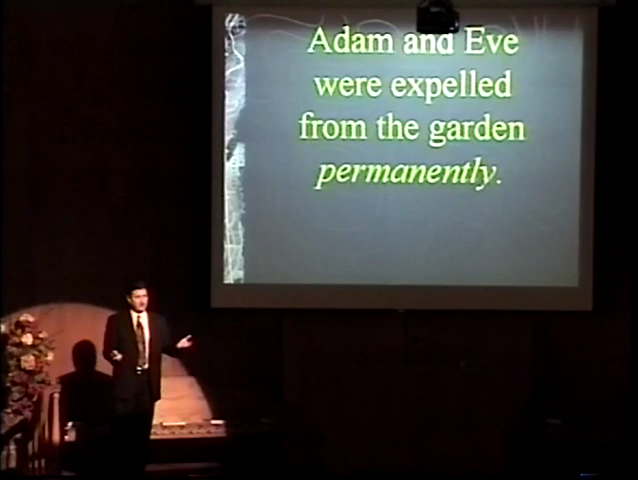 Adam and Eve
were expelled
from the garden
permanently.